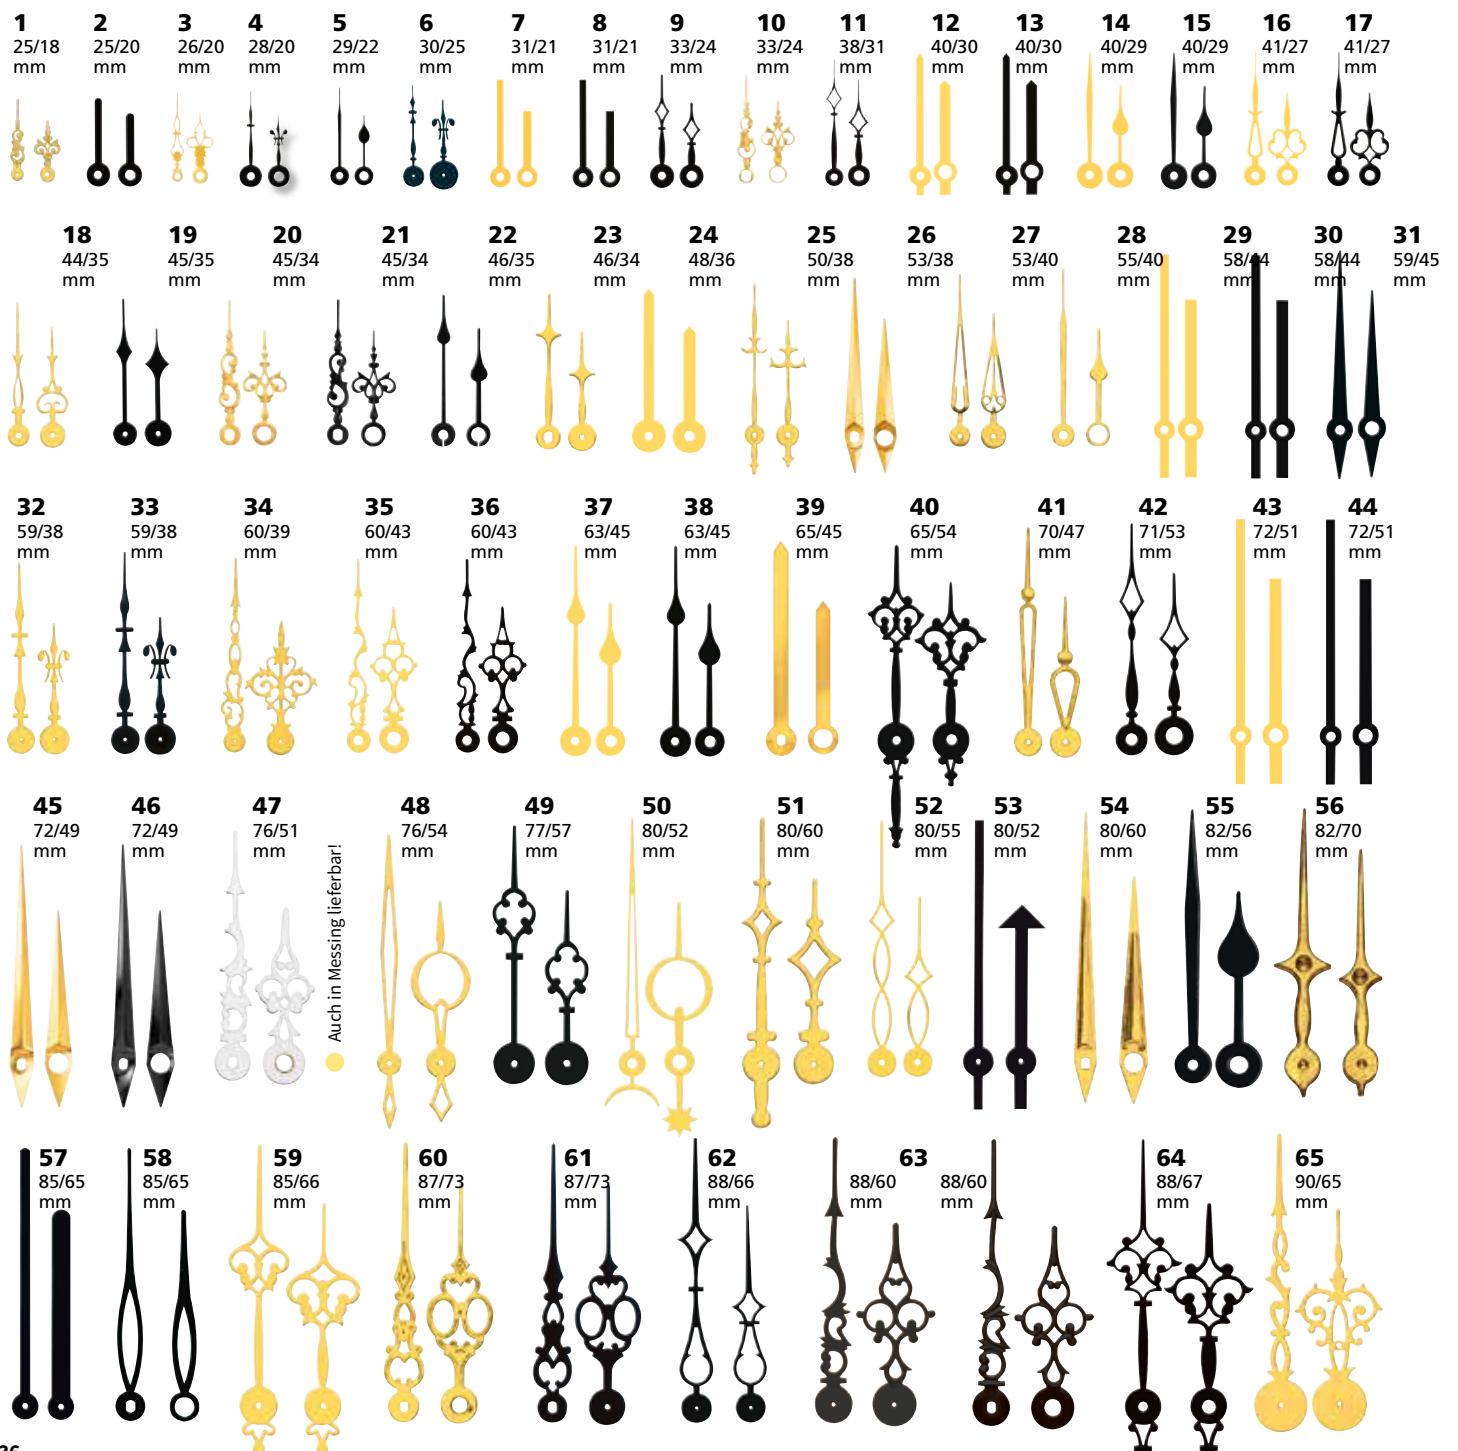 1 2 3 4 5 6 7 8 9 10 11 12 13 14 15 16 17
25/18 25/20 26/20 28/20 29/22 30/25 31/21 31/21 33/24 33/24 38/31 40/30 40/30 40/29 40/29 41/27 41/27
mm mm mm mm mm mm mm mm mm mm mm mm mm mm mm mm mm
18 19 20 21 22 23 24 25 26 27 28 29 30 31
44/35 45/35 45/34 45/34 46/35 46/34 48/36 50/38 53/38 53/40 55/40 58/44 58/44 59/45
mm mm mm mm mm mm mm mm mm mm mm mm mm mm
32 33 34 35 36 37 38 39 40 41 42 43 44
59/38 59/38 60/39 60/43 60/43 63/45 63/45 65/45 65/54 70/47 71/53 72/51 72/51
mm mm mm mm mm mm mm mm mm mm mm mm mm
45 46 47 48 49 50 51 52 53 54 55 56
72/49 72/49 76/51 76/54 77/57 80/52 80/60 80/55 80/52 80/60 82/56 82/70
mm mm mm mm mm mm mm mm mm mm mm mm
Auch in Messing lieferbar!
57 58 59 60 61 62 63 64 65
85/65 85/65 85/66 87/73 87/73 88/66 88/60 88/60 88/67 90/65
mm mm mm mm mm mm mm mm mm mm